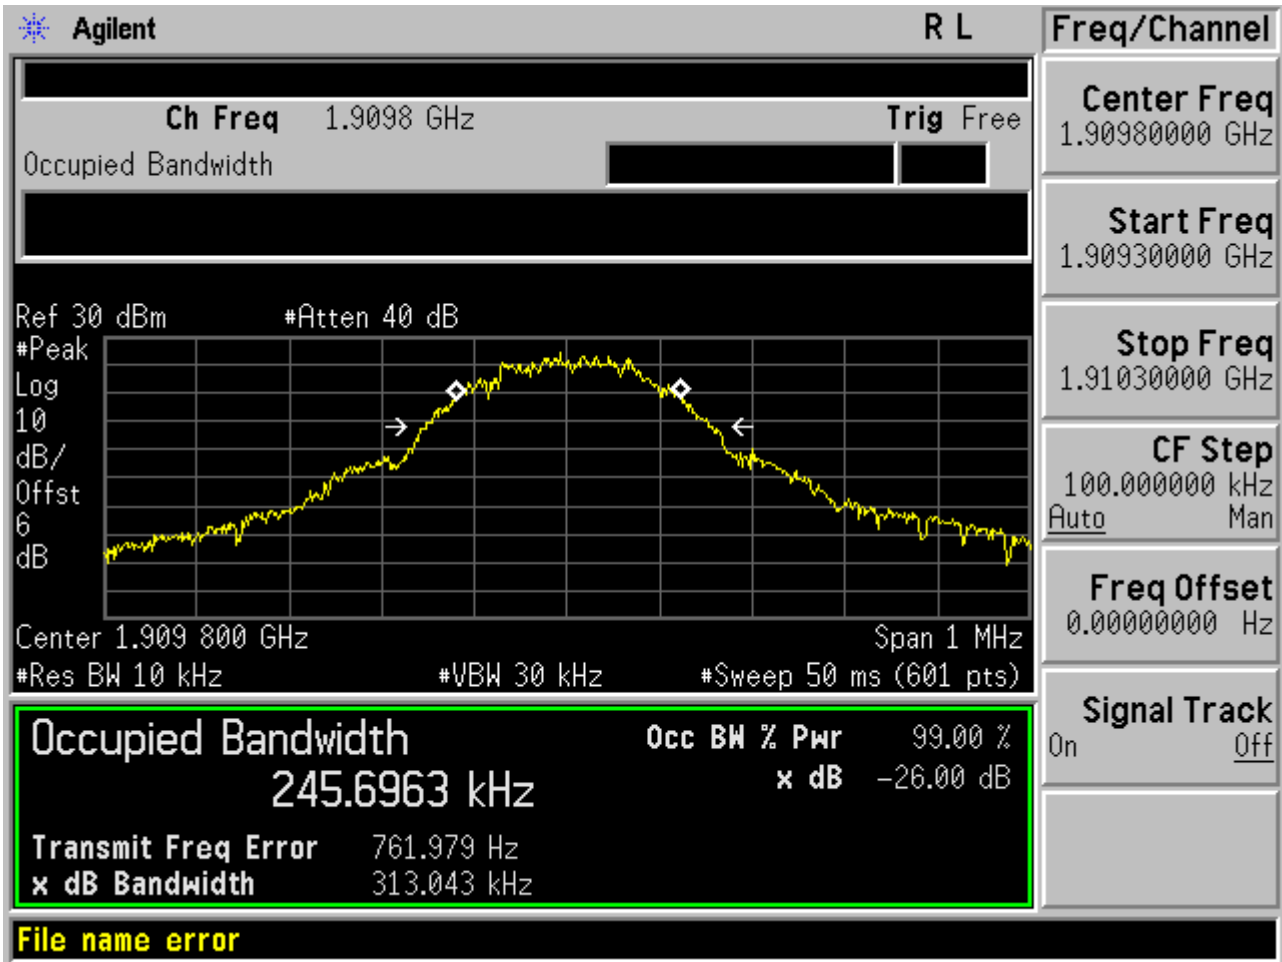 Agilent R L Freq/Channel
Ch Freq 1.9098 GHz Trig Free
Occupied Bandwidth
Center Freq
1.90980000 GHz
Start Freq
1.90930000 GHz
Stop Freq
1.91030000 GHz
CF Step
100.000000 kHz
Auto Man
Freq Offset
0.00000000 Hz
Signal Track
On Off
Ref 30 dBm #Atten 40 dB
#Peak
Log
10
dB/
Offst
6
dB
Center 1.909 800 GHz Span 1 MHz
#Res BW 10 kHz #VBW 30 kHz #Sweep 50 ms (601 pts)
Occupied Bandwidth Occ BW % Pwr 99.00 %
245.6963 kHz x dB -26.00 dB
Transmit Freq Error 761.979 Hz
x dB Bandwidth 313.043 kHz
File name error